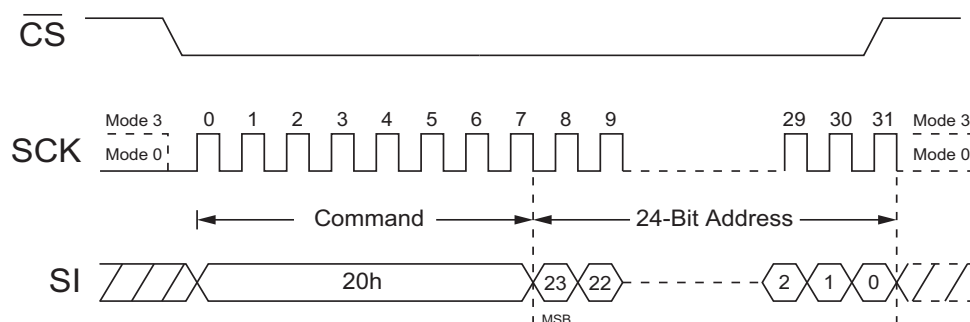 C̅S̅
Mode 3 0 1 2 3 4 5 6 7 8 9 29 30 31 Mode 3
SCK Mode 0 Mode 0
Command 24-Bit Address
SI 20h 23 22 2 1 0
MSB